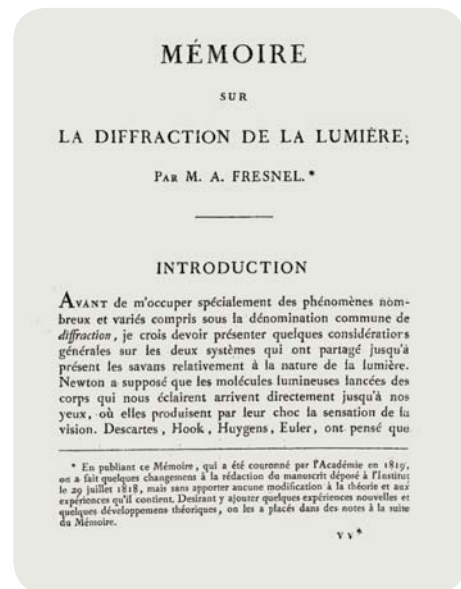 MÉMOIRE
SUR
LA DIFFRACTION DE LA LUMIÈRE;
PAR M. A. FRESNEL.*
INTRODUCTION
AVANT de m'occuper spécialement des phénomènes nom-
breux et variés compris sous la dénomination commune de
diffraction, je crois devoir présenter quelques considérations
générales sur les deux systèmes qui ont partagé jusqu'à
présent les savans relativement à la nature de la lumière.
Newton a supposé que les molécules lumineuses lancées des
corps qui nous éclairent arrivent directement jusqu'à nos
yeux, où elles produisent par leur choc la sensation de la
vision. Descartes, Hook, Huygens, Euler, ont pensé que
* En publiant ce Mémoire, qui a été couronné par l'Académie en 1819,
on a fait quelques changemens à la rédaction du manuscrit déposé à l'Institut
le 29 juillet 1818, mais sans apporter aucune modification à la théorie et aux
expériences qu'il contient. Desirant y ajouter quelques expériences nouvelles et
quelques développemens théoriques, on les a placés dans des notes à la suite
du Mémoire.
VV*